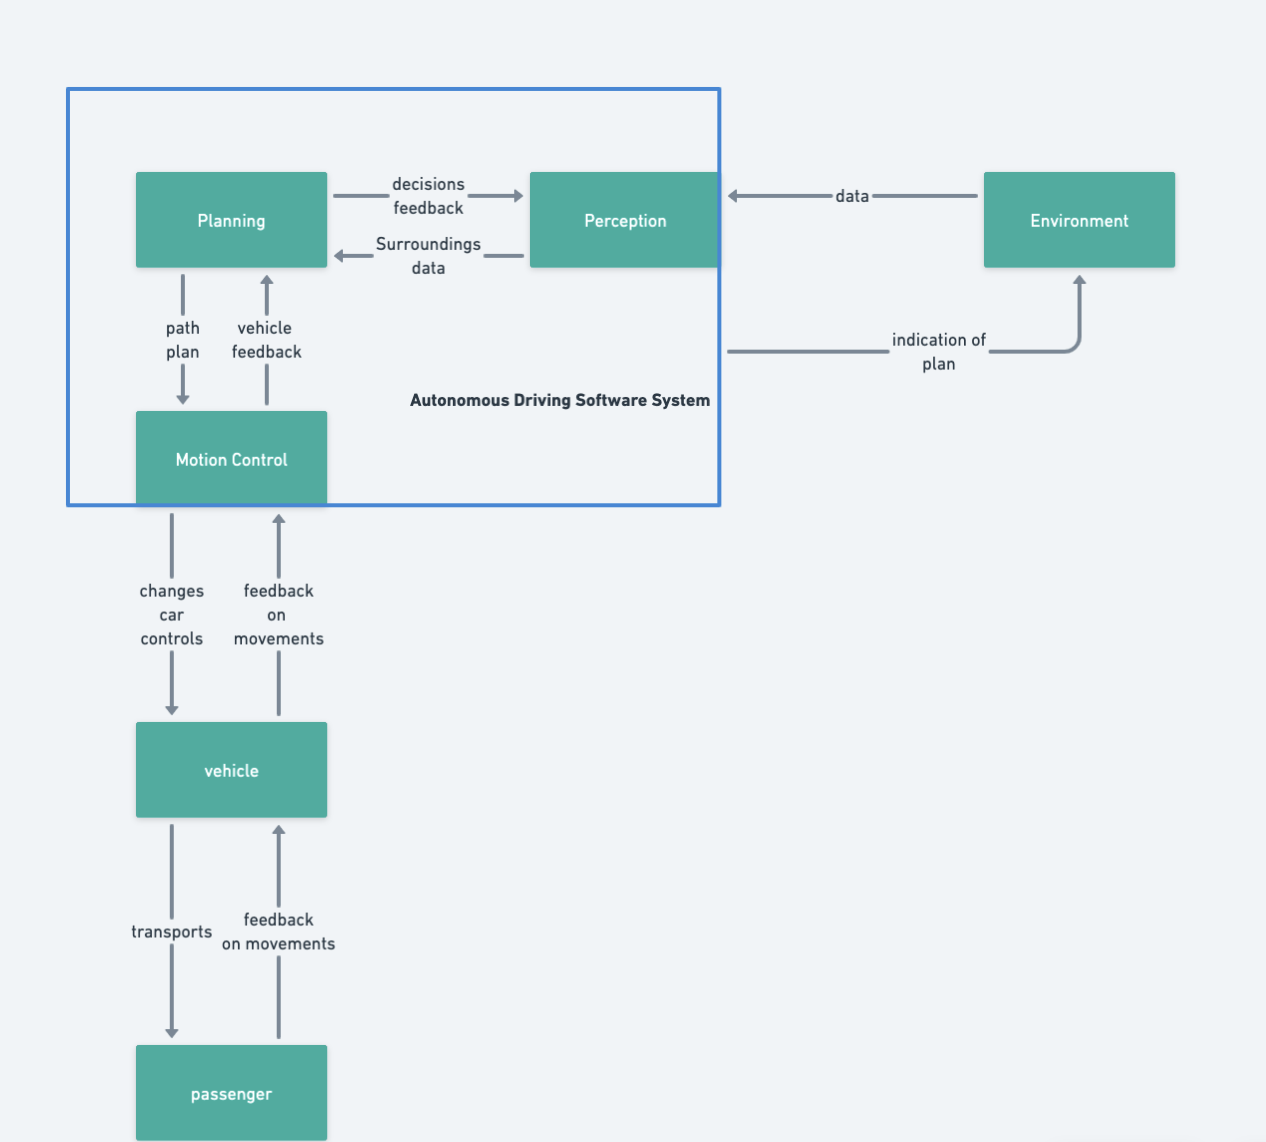 decisions
feedback
Planning
Perception
data
Environment
Surroundings
data
path
plan
vehicle
feedback
indication of
plan
Autonomous Driving Software System
Motion Control
changes
car
controls
feedback
on
movements
vehicle
transports
feedback
on movements
passenger